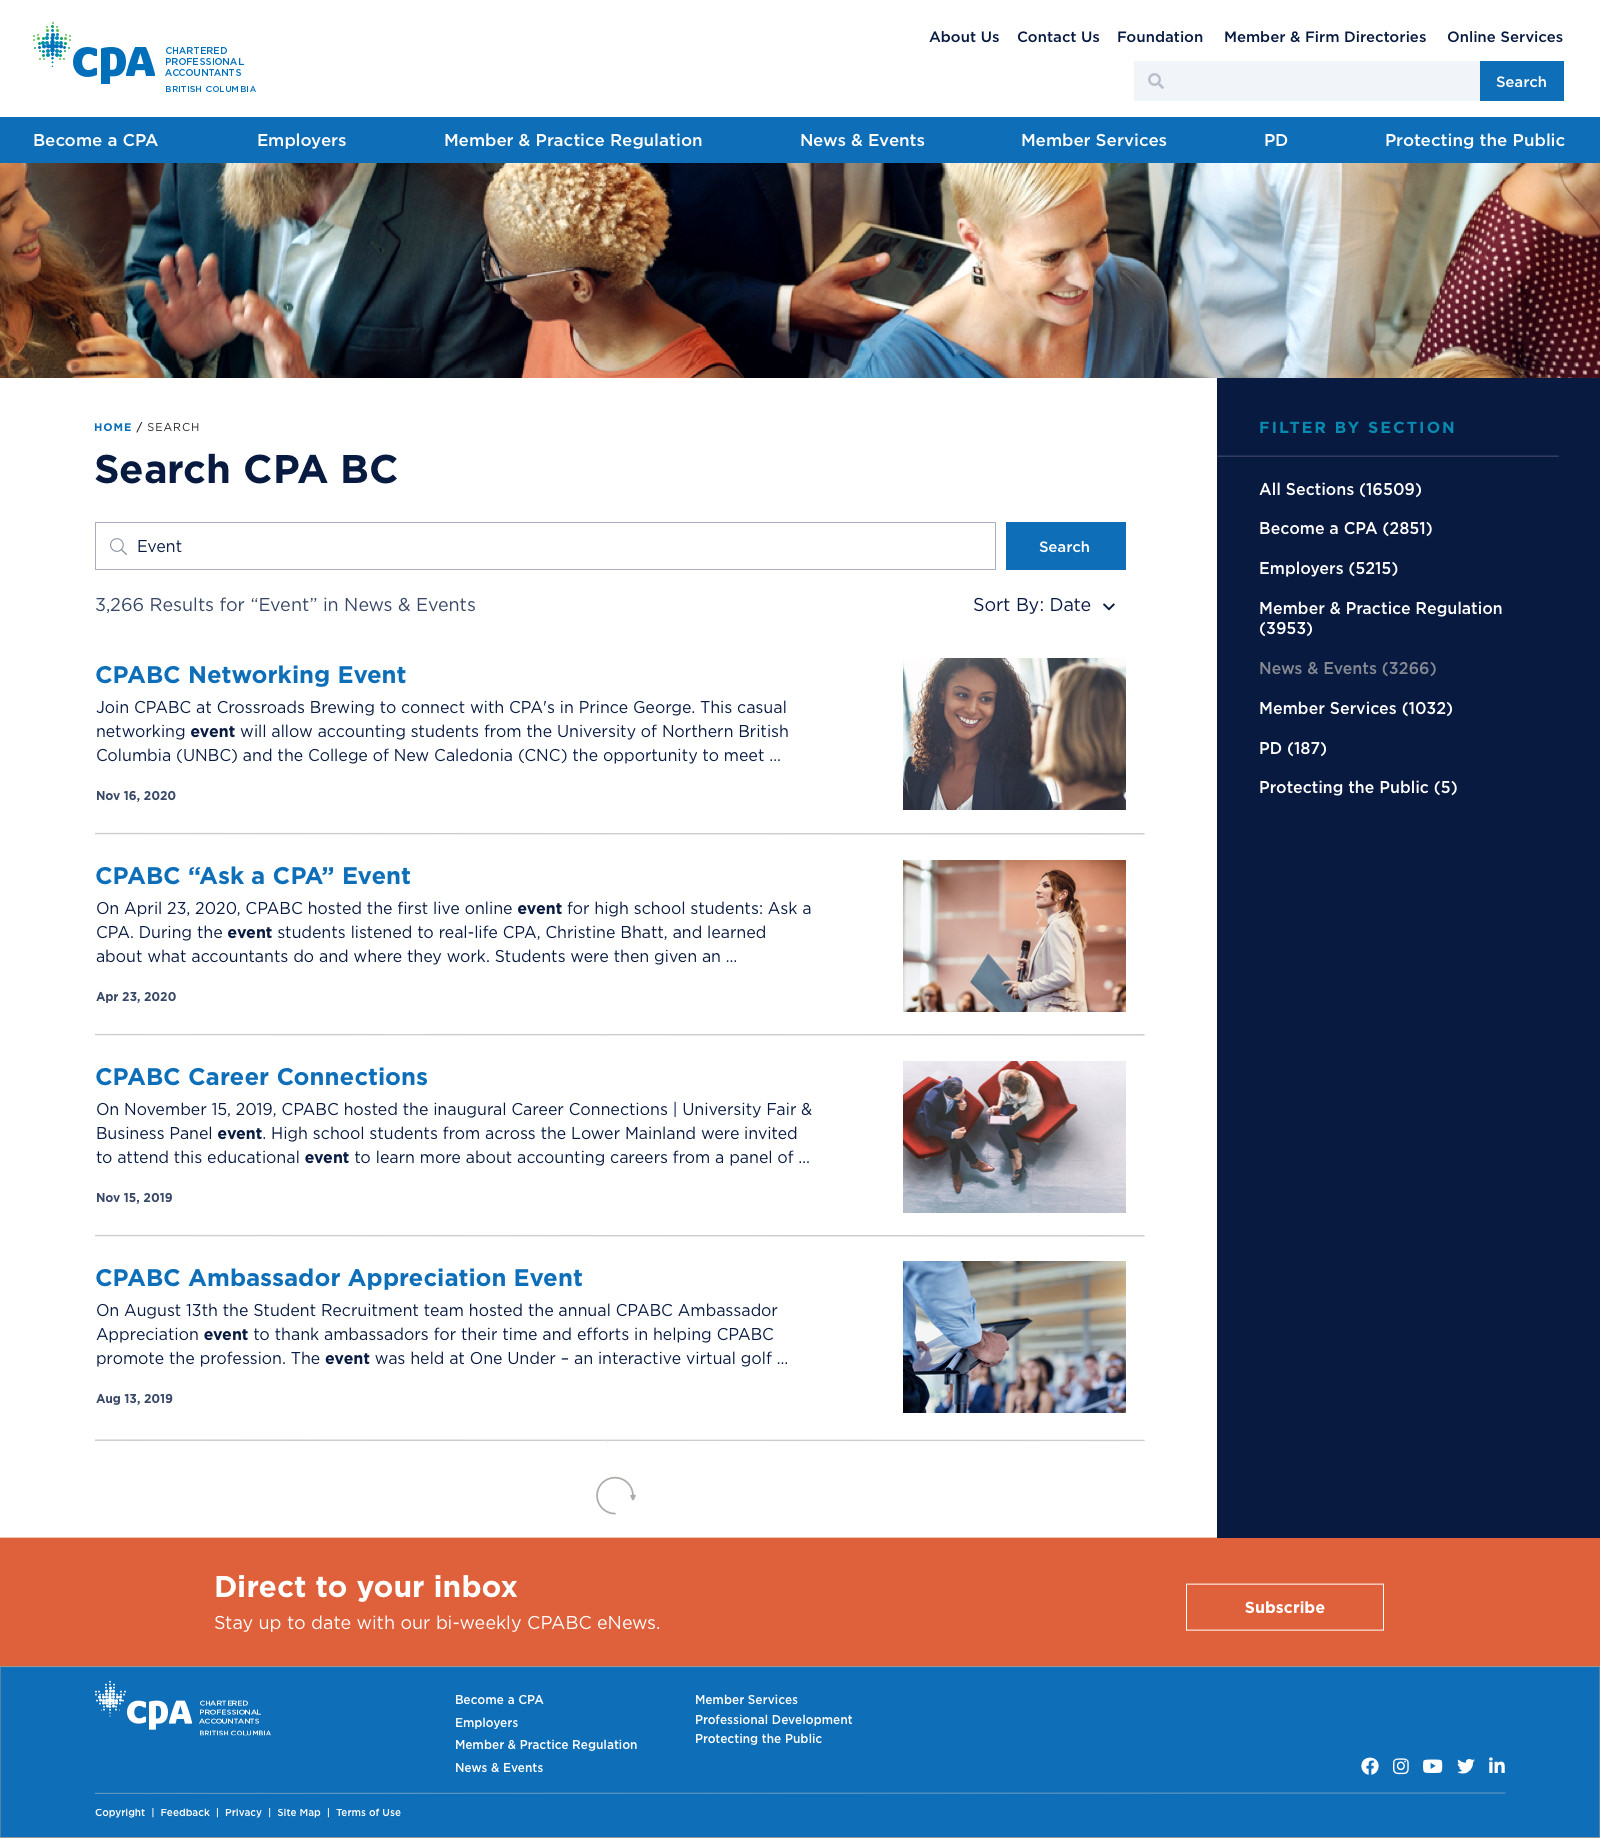 CPA
CHARTERED
PROFESSIONAL
ACCOUNTANTS
BRITISH COLUMBIA
About Us Contact Us Foundation Member & Firm Directories Online Services
Search
Become a CPA Employers Member & Practice Regulation News & Events Member Services PD Protecting the Public
HOME / SEARCH
Search CPA BC
Event
Search
3,266 Results for “Event” in News & Events
Sort By: Date
CPABC Networking Event
Join CPABC at Crossroads Brewing to connect with CPA's in Prince George. This casual
networking event will allow accounting students from the University of Northern British
Columbia (UNBC) and the College of New Caledonia (CNC) the opportunity to meet ...
Nov 16, 2020
CPABC “Ask a CPA” Event
On April 23, 2020, CPABC hosted the first live online event for high school students: Ask a
CPA. During the event students listened to real-life CPA, Christine Bhatt, and learned
about what accountants do and where they work. Students were then given an ...
Apr 23, 2020
CPABC Career Connections
On November 15, 2019, CPABC hosted the inaugural Career Connections | University Fair &
Business Panel event. High school students from across the Lower Mainland were invited
to attend this educational event to learn more about accounting careers from a panel of ...
Nov 15, 2019
CPABC Ambassador Appreciation Event
On August 13th the Student Recruitment team hosted the annual CPABC Ambassador
Appreciation event to thank ambassadors for their time and efforts in helping CPABC
promote the profession. The event was held at One Under – an interactive virtual golf ...
Aug 13, 2019
FILTER BY SECTION
All Sections (16509)
Become a CPA (2851)
Employers (5215)
Member & Practice Regulation
(3953)
News & Events (3266)
Member Services (1032)
PD (187)
Protecting the Public (5)
Direct to your inbox
Stay up to date with our bi-weekly CPABC eNews.
Subscribe
CPA
CHARTERED
PROFESSIONAL
ACCOUNTANTS
BRITISH COLUMBIA
Become a CPA
Employers
Member & Practice Regulation
News & Events
Member Services
Professional Development
Protecting the Public
Copyright | Feedback | Privacy | Site Map | Terms of Use